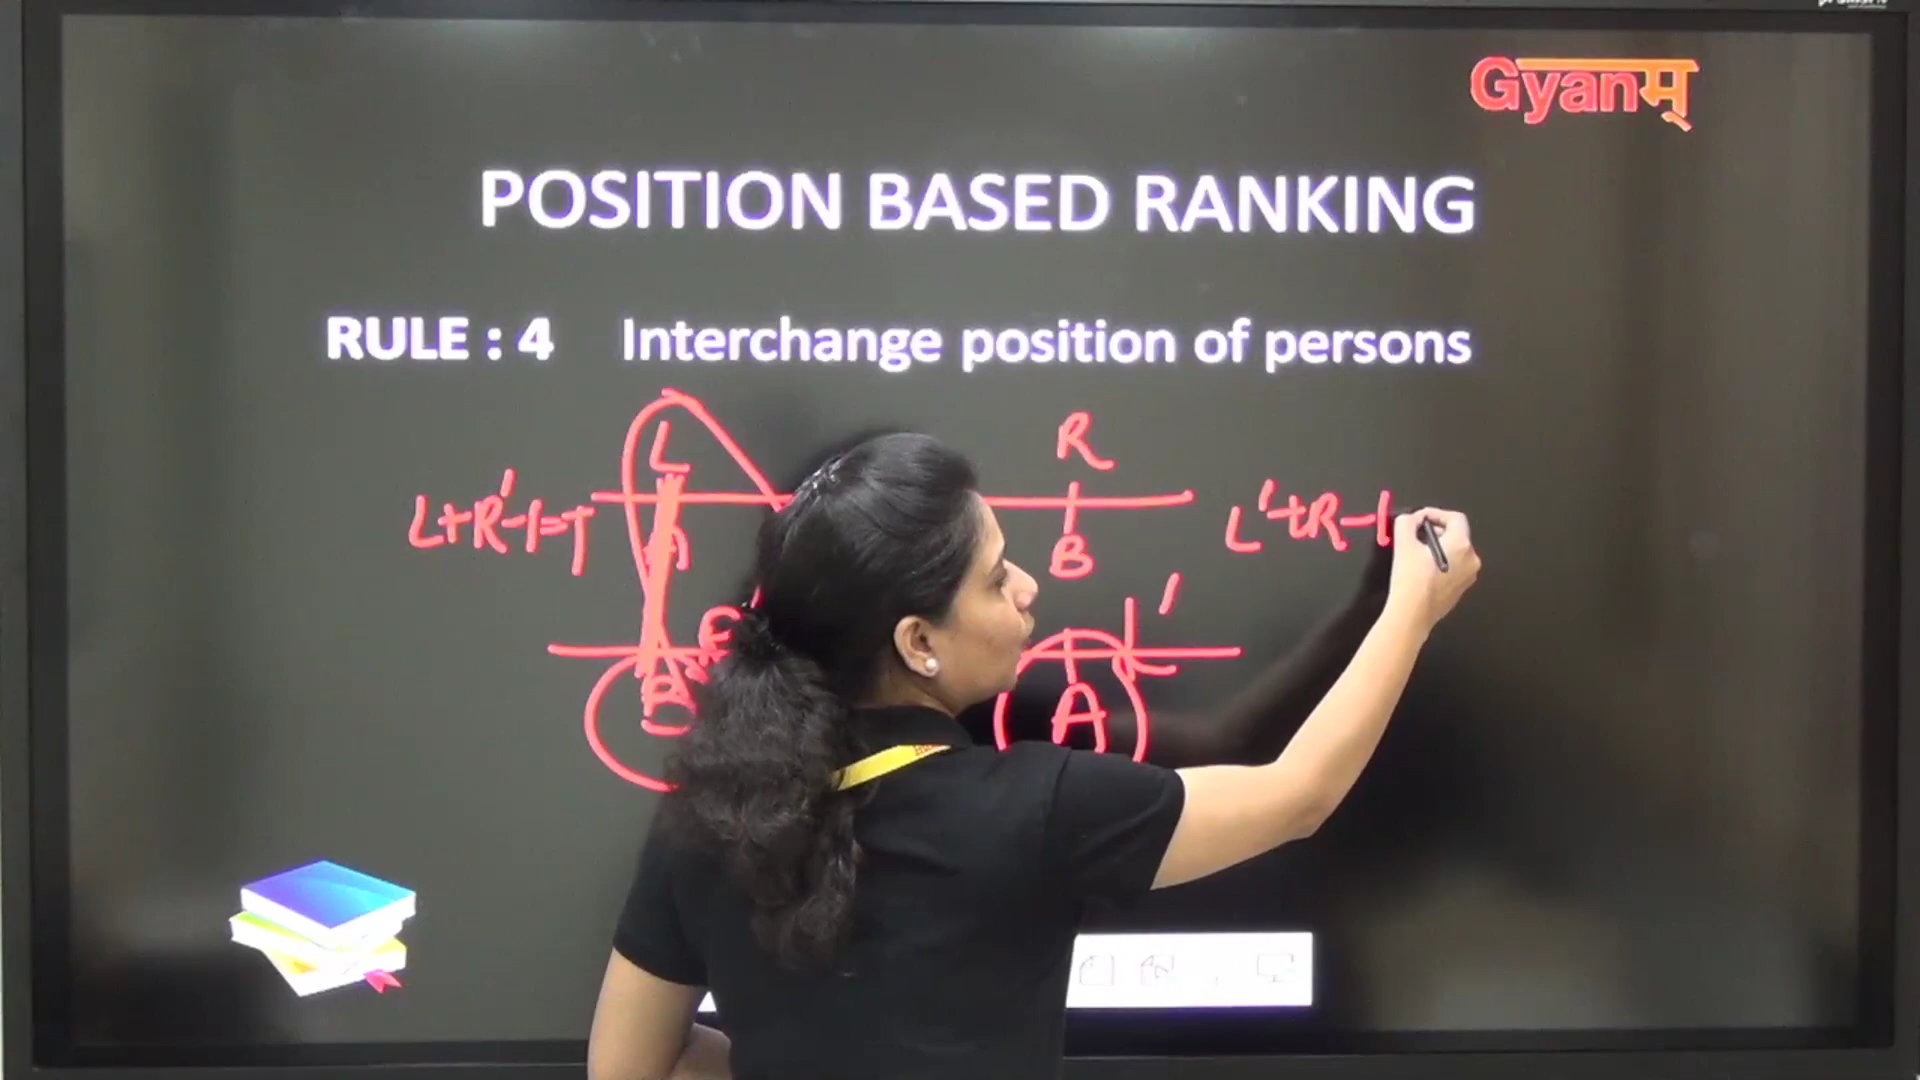 Gyanम्
POSITION BASED RANKING
RULE : 4 Interchange position of persons
L R
L+R'-1=T L'+R-1
A B
L'
B A